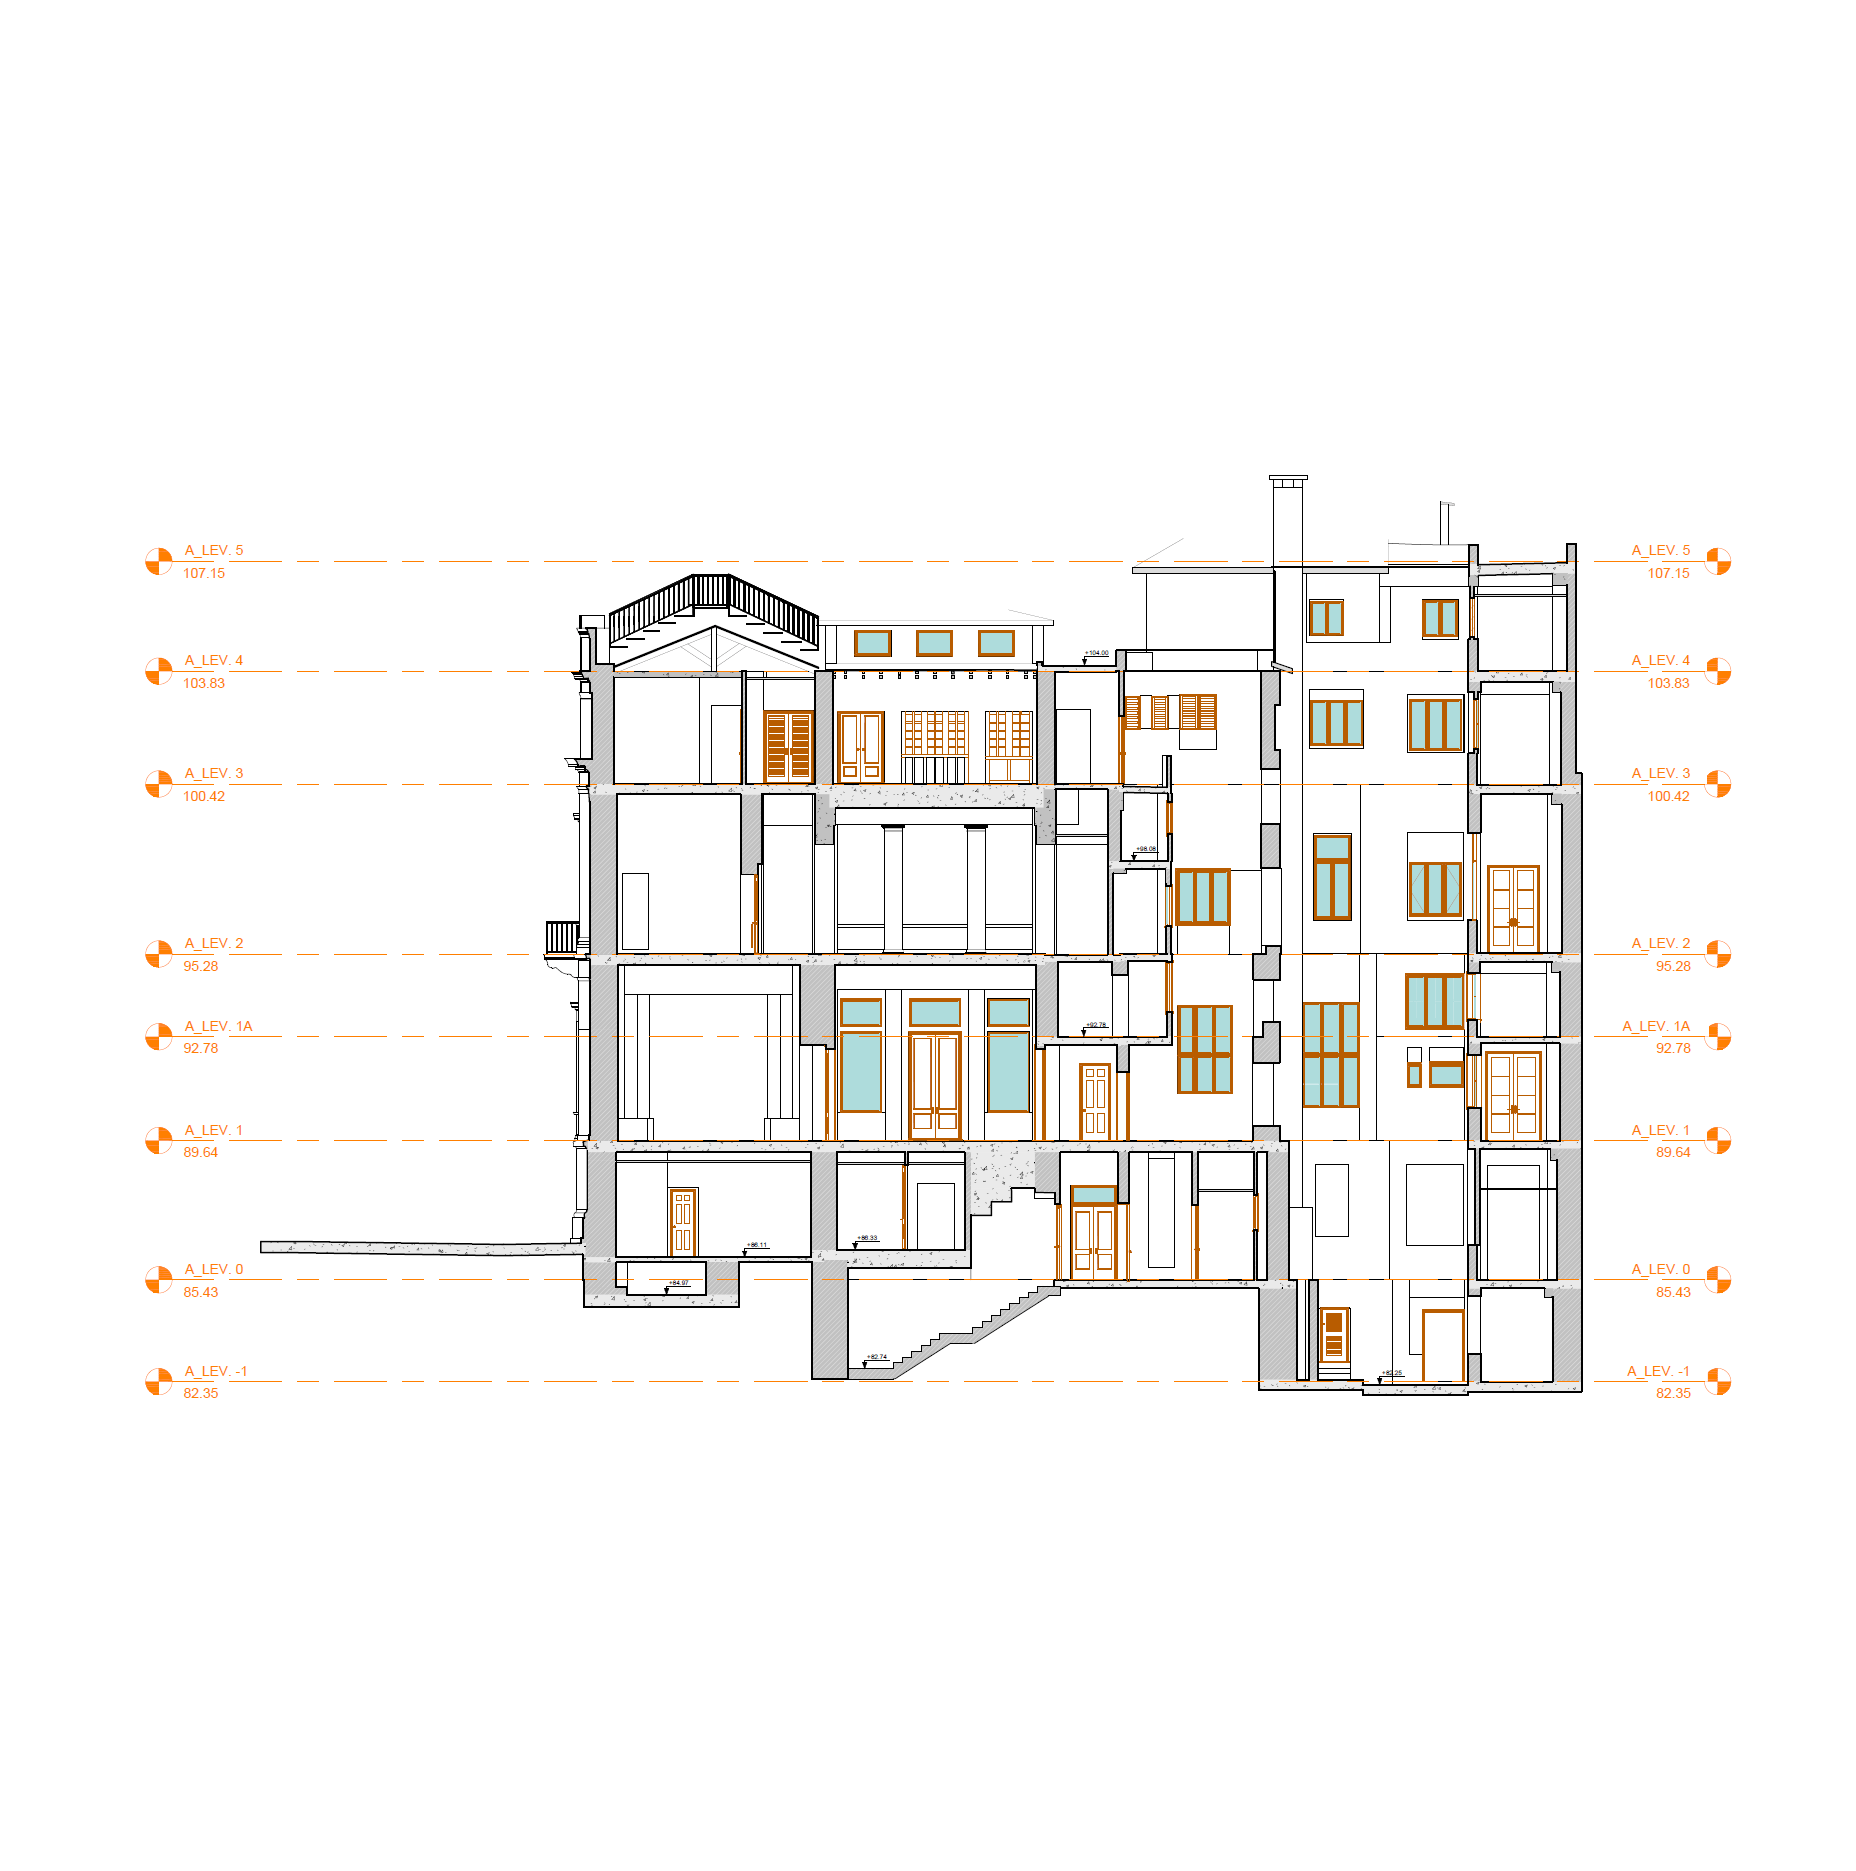 A_LEV. 5
107.15
A_LEV. 5
107.15
+104.00
A_LEV. 4
103.83
A_LEV. 4
103.83
A_LEV. 3
100.42
A_LEV. 3
100.42
+98.08
A_LEV. 2
95.28
A_LEV. 2
95.28
A_LEV. 1A
92.78
+92.78
A_LEV. 1A
92.78
A_LEV. 1
89.64
A_LEV. 1
89.64
+86.11
+86.33
A_LEV. 0
85.43
+84.97
A_LEV. 0
85.43
+82.74
A_LEV. -1
82.35
+82.25
A_LEV. -1
82.35